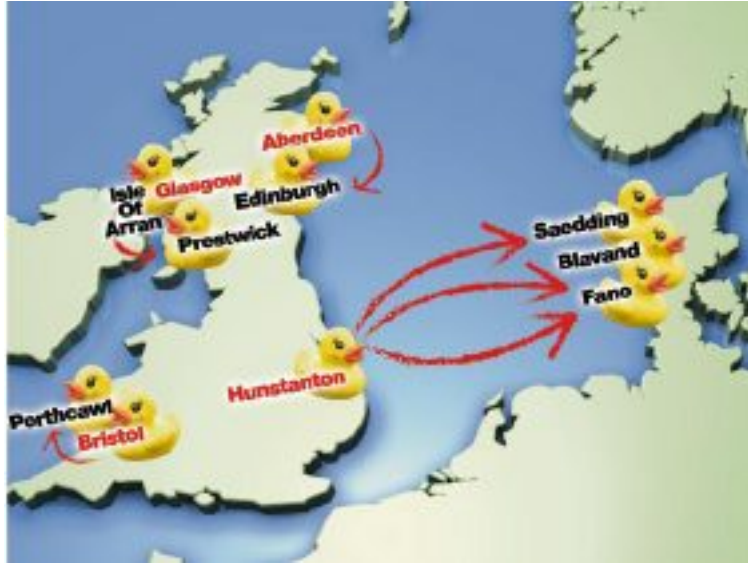 Aberdeen
Isle
Of
Arran
Glasgow
Edinburgh
Prestwick
Saedding
Blavand
Fano
Hunstanton
Porthcawl
Bristol